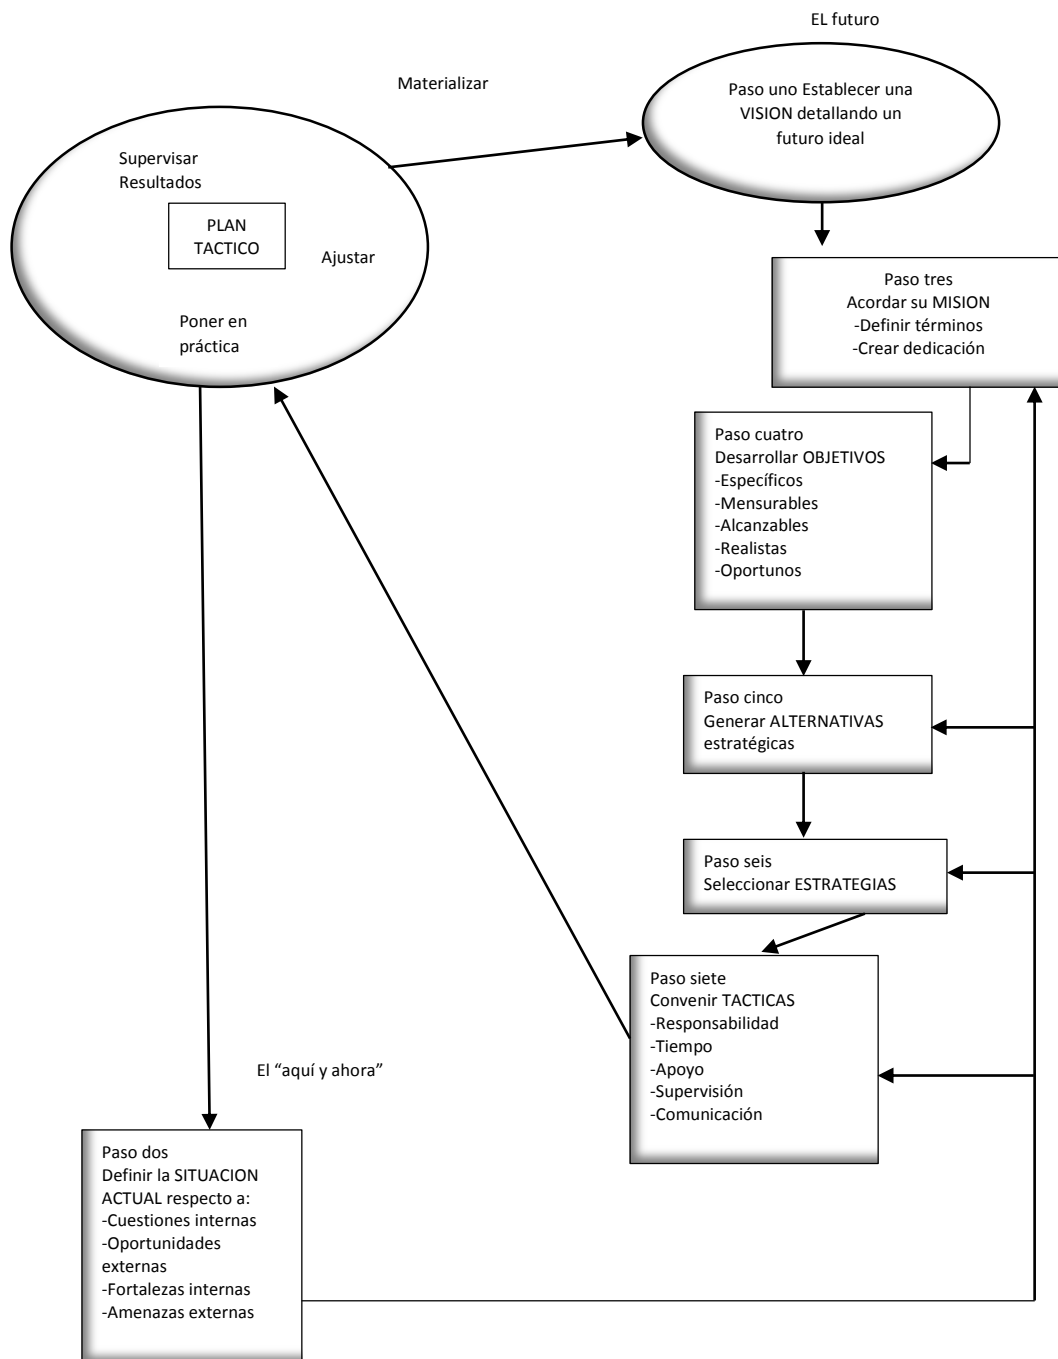 EL futuro
Materializar
Paso uno Establecer una
VISION detallando un
futuro ideal
Supervisar
Resultados
PLAN
TACTICO
Ajustar
Poner en
práctica
Paso tres
Acordar su MISION
-Definir términos
-Crear dedicación
Paso cuatro
Desarrollar OBJETIVOS
-Específicos
-Mensurables
-Alcanzables
-Realistas
-Oportunos
Paso cinco
Generar ALTERNATIVAS
estratégicas
Paso seis
Seleccionar ESTRATEGIAS
Paso siete
Convenir TACTICAS
-Responsabilidad
-Tiempo
-Apoyo
-Supervisión
-Comunicación
El “aquí y ahora”
Paso dos
Definir la SITUACION
ACTUAL respecto a:
-Cuestiones internas
-Oportunidades
externas
-Fortalezas internas
-Amenazas externas